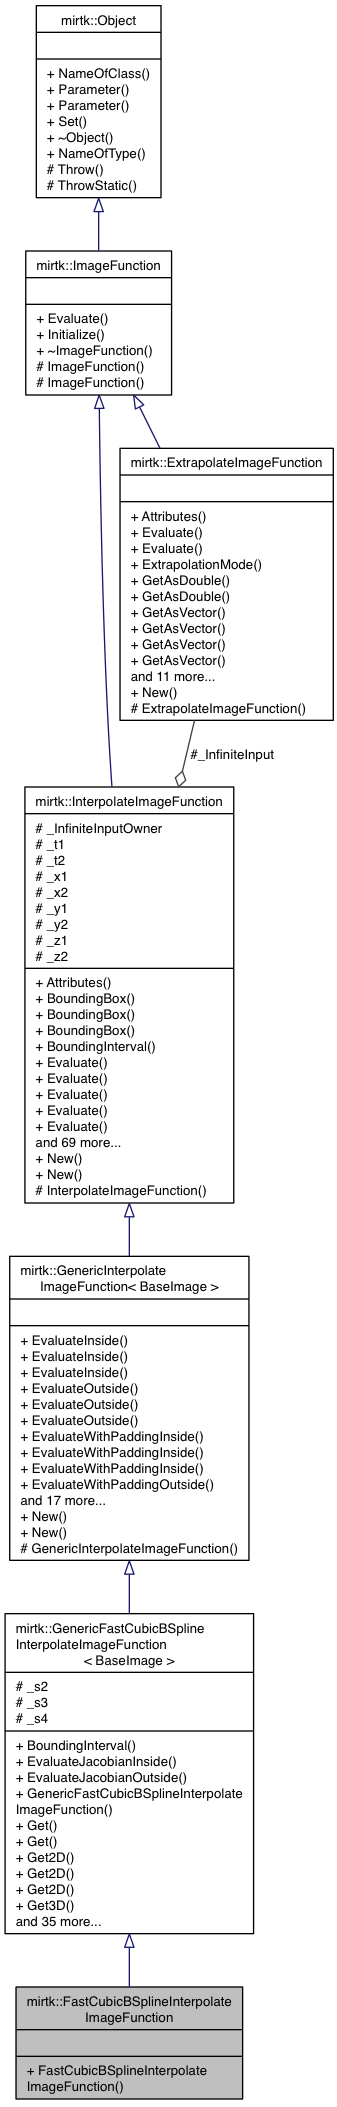 mirtk::Object
+ NameOfClass()
+ Parameter()
+ Parameter()
+ Set()
+ ~Object()
+ NameOfType()
# Throw()
# ThrowStatic()
mirtk::ImageFunction
+ Evaluate()
+ Initialize()
+ ~ImageFunction()
# ImageFunction()
# ImageFunction()
mirtk::ExtrapolateImageFunction
+ Attributes()
+ Evaluate()
+ Evaluate()
+ ExtrapolationMode()
+ GetAsDouble()
+ GetAsDouble()
+ GetAsVector()
+ GetAsVector()
+ GetAsVector()
+ GetAsVector()
and 11 more...
+ New()
# ExtrapolateImageFunction()
#_InfiniteInput
mirtk::InterpolateImageFunction
# _InfiniteInputOwner
# _t1
# _t2
# _x1
# _x2
# _y1
# _y2
# _z1
# _z2
+ Attributes()
+ BoundingBox()
+ BoundingBox()
+ BoundingBox()
+ BoundingInterval()
+ Evaluate()
+ Evaluate()
+ Evaluate()
+ Evaluate()
+ Evaluate()
and 69 more...
+ New()
+ New()
# InterpolateImageFunction()
mirtk::GenericInterpolate
ImageFunction< BaseImage >
+ EvaluateInside()
+ EvaluateInside()
+ EvaluateInside()
+ EvaluateOutside()
+ EvaluateOutside()
+ EvaluateOutside()
+ EvaluateWithPaddingInside()
+ EvaluateWithPaddingInside()
+ EvaluateWithPaddingInside()
+ EvaluateWithPaddingOutside()
and 17 more...
+ New()
+ New()
# GenericInterpolateImageFunction()
mirtk::GenericFastCubicBSpline
InterpolateImageFunction
< BaseImage >
# _s2
# _s3
# _s4
+ BoundingInterval()
+ EvaluateJacobianInside()
+ EvaluateJacobianOutside()
+ GenericFastCubicBSplineInterpolate
ImageFunction()
+ Get()
+ Get()
+ Get2D()
+ Get2D()
+ Get2D()
+ Get3D()
and 35 more...
mirtk::FastCubicBSplineInterpolate
ImageFunction
+ FastCubicBSplineInterpolate
ImageFunction()